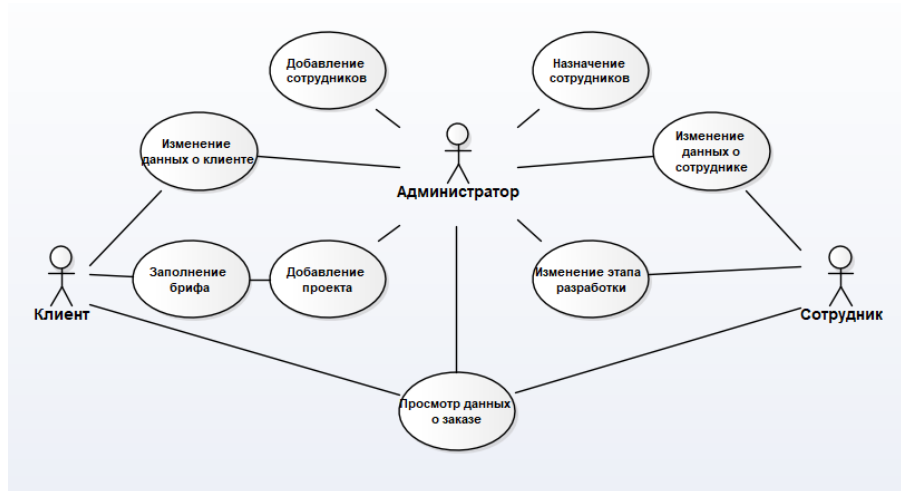 Добавление
сотрудников
Назначение
сотрудников
Изменение
данных о клиенте
Изменение
данных о
сотруднике
Администратор
Заполнение
брифа
Добавление
проекта
Изменение этапа
разработки
Клиент
Сотрудник
Просмотр данных
о заказе